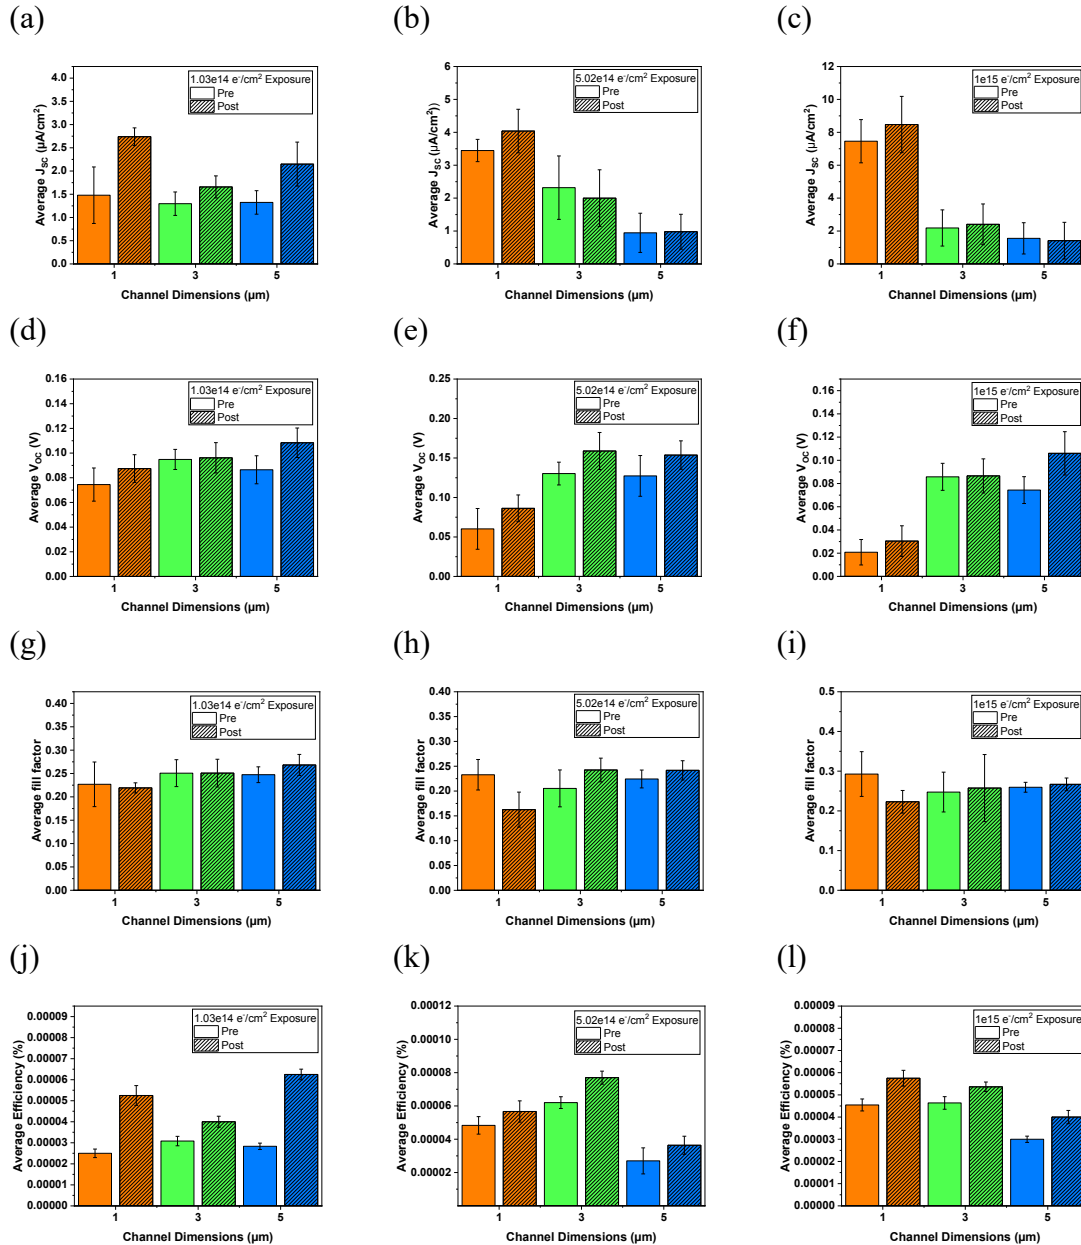 (a)
(b)
(c)
1.03e14 e⁻/cm² Exposure
Pre
Post
4.0
3.5
3.0
2.5
2.0
1.5
1.0
0.5
0.0
Average J_SC (µA/cm²)
1 3 5
Channel Dimensions (µm)
5.02e14 e⁻/cm² Exposure
Pre
Post
6
5
4
3
2
1
0
Average J_SC (µA/cm²))
1 3 5
Channel Dimensions (µm)
1e15 e⁻/cm² Exposure
Pre
Post
12
10
8
6
4
2
0
Average J_SC (µA/cm²)
1 3 5
Channel Dimensions (µm)
(d)
(e)
(f)
1.03e14 e⁻/cm² Exposure
Pre
Post
0.16
0.14
0.12
0.10
0.08
0.06
0.04
0.02
0.00
Average V_OC (V)
1 3 5
Channel Dimensions (µm)
5.02e14 e⁻/cm² Exposure
Pre
Post
0.25
0.20
0.15
0.10
0.05
0.00
Average V_OC (V)
1 3 5
Channel Dimensions (µm)
1e15 e⁻/cm² Exposure
Pre
Post
0.16
0.14
0.12
0.10
0.08
0.06
0.04
0.02
0.00
Average V_OC (V)
1 3 5
Channel Dimensions (µm)
(g)
(h)
(i)
1.03e14 e⁻/cm² Exposure
Pre
Post
0.40
0.35
0.30
0.25
0.20
0.15
0.10
0.05
0.00
Average fill factor
1 3 5
Channel Dimensions (µm)
5.02e14 e⁻/cm² Exposure
Pre
Post
0.40
0.35
0.30
0.25
0.20
0.15
0.10
0.05
0.00
Average fill factor
1 3 5
Channel Dimensions (µm)
1e15 e⁻/cm² Exposure
Pre
Post
0.5
0.4
0.3
0.2
0.1
0.0
Average fill factor
1 3 5
Channel Dimensions (µm)
(j)
(k)
(l)
1.03e14 e⁻/cm² Exposure
Pre
Post
0.00009
0.00008
0.00007
0.00006
0.00005
0.00004
0.00003
0.00002
0.00001
0.00000
Average Efficiency (%)
1 3 5
Channel Dimensions (µm)
5.02e14 e⁻/cm² Exposure
Pre
Post
0.00012
0.00010
0.00008
0.00006
0.00004
0.00002
Average Efficiency (%)
1 3 5
Channel Dimensions (µm)
1e15 e⁻/cm² Exposure
Pre
Post
0.00009
0.00008
0.00007
0.00006
0.00005
0.00004
0.00003
0.00002
0.00001
0.00000
Average Efficiency (%)
1 3 5
Channel Dimensions (µm)